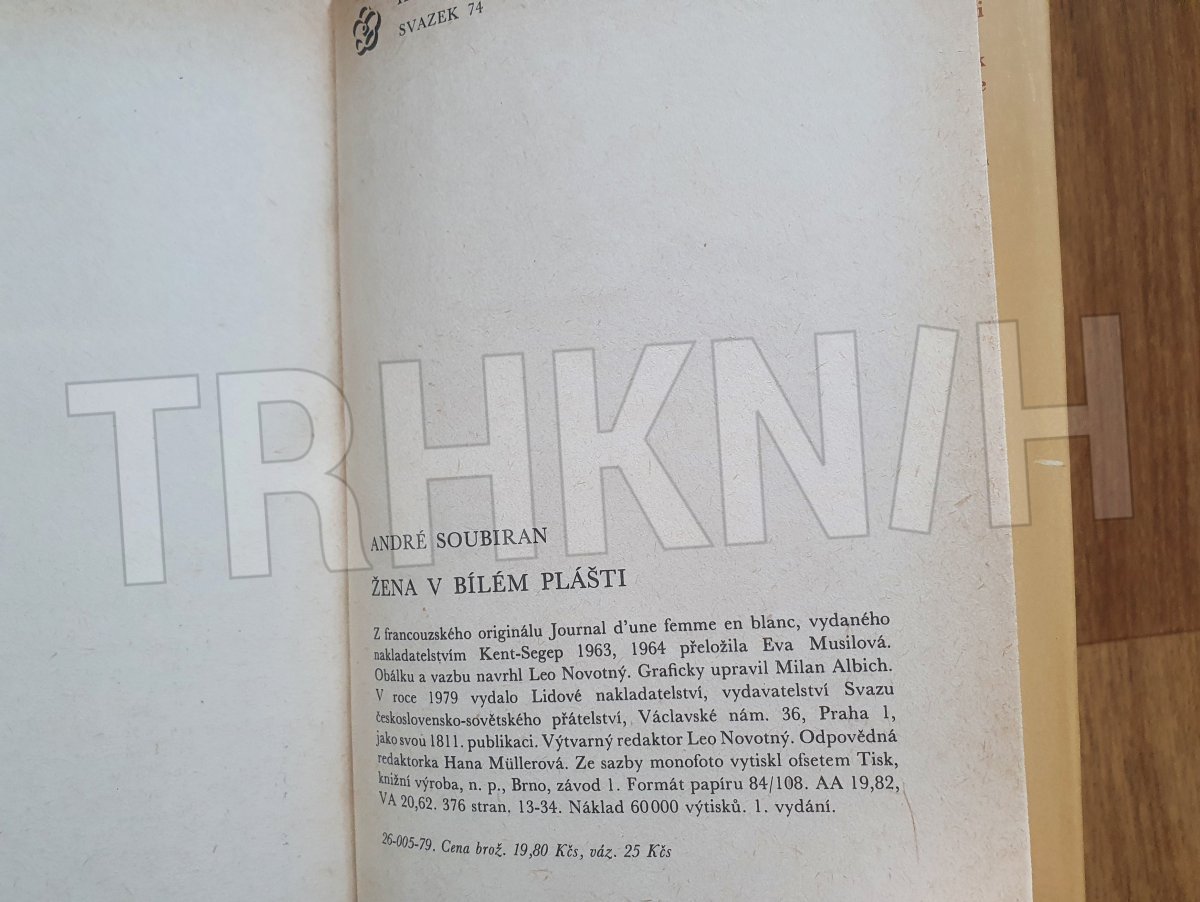 SVAZEK 74
TRHKNIH
ANDRÉ SOUBIRAN
ŽENA V BÍLÉM PLÁŠTI
Z francouzského originálu Journal d'une femme en blanc, vydaného
nakladatelstvím Kent-Segep 1963, 1964 přeložila Eva Musilová.
Obálku a vazbu navrhl Leo Novotný. Graficky upravil Milan Albich.
V roce 1979 vydalo Lidové nakladatelství, vydavatelství Svazu
československo-sovětského přátelství, Václavské nám. 36, Praha 1,
jako svou 1811. publikaci. Výtvarný redaktor Leo Novotný. Odpovědná
redaktorka Hana Müllerová. Ze sazby monofoto vytiskl ofsetem Tisk,
knižní výroba, n. p., Brno, závod 1. Formát papíru 84/108. AA 19,82,
VA 20,62. 376 stran. 13-34. Náklad 60 000 výtisků. 1. vydání.
26-005-79. Cena brož. 19,80 Kčs, váz. 25 Kčs